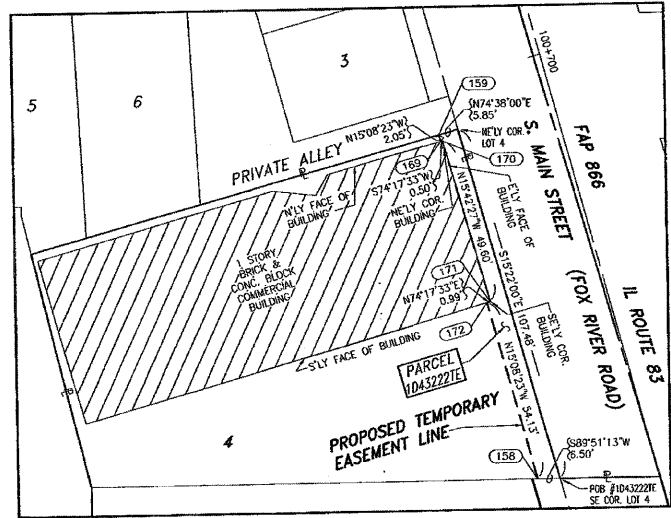 5
6
3
159
{N74°38'00"E
{5.85'
NE'LY COR.
LOT 4
170
N15°08'23"W}
2.05'}
PRIVATE ALLEY
169
S74°17'33"W}
0.50'}
N'LY FACE OF
BUILDING
NE'LY COR.
BUILDING
N15°42'27"W 49.60'
E'LY FACE OF
BUILDING
S. MAIN STREET
(FOX RIVER ROAD)
100+700
FAP 866
IL ROUTE 83
1 STORY
BRICK &
CONC. BLOCK
COMMERCIAL
BUILDING
171
N74°17'33"E}
0.99'}
172
S15°22'00"E 107.48'
SE'LY COR.
BUILDING
S'LY FACE OF BUILDING
PARCEL
1D43222TE
N15°08'23"W 54.13'
4
PROPOSED TEMPORARY
EASEMENT LINE
158
{S89°51'13"W
{6.50'
POB #1D43222TE
SE COR. LOT 4